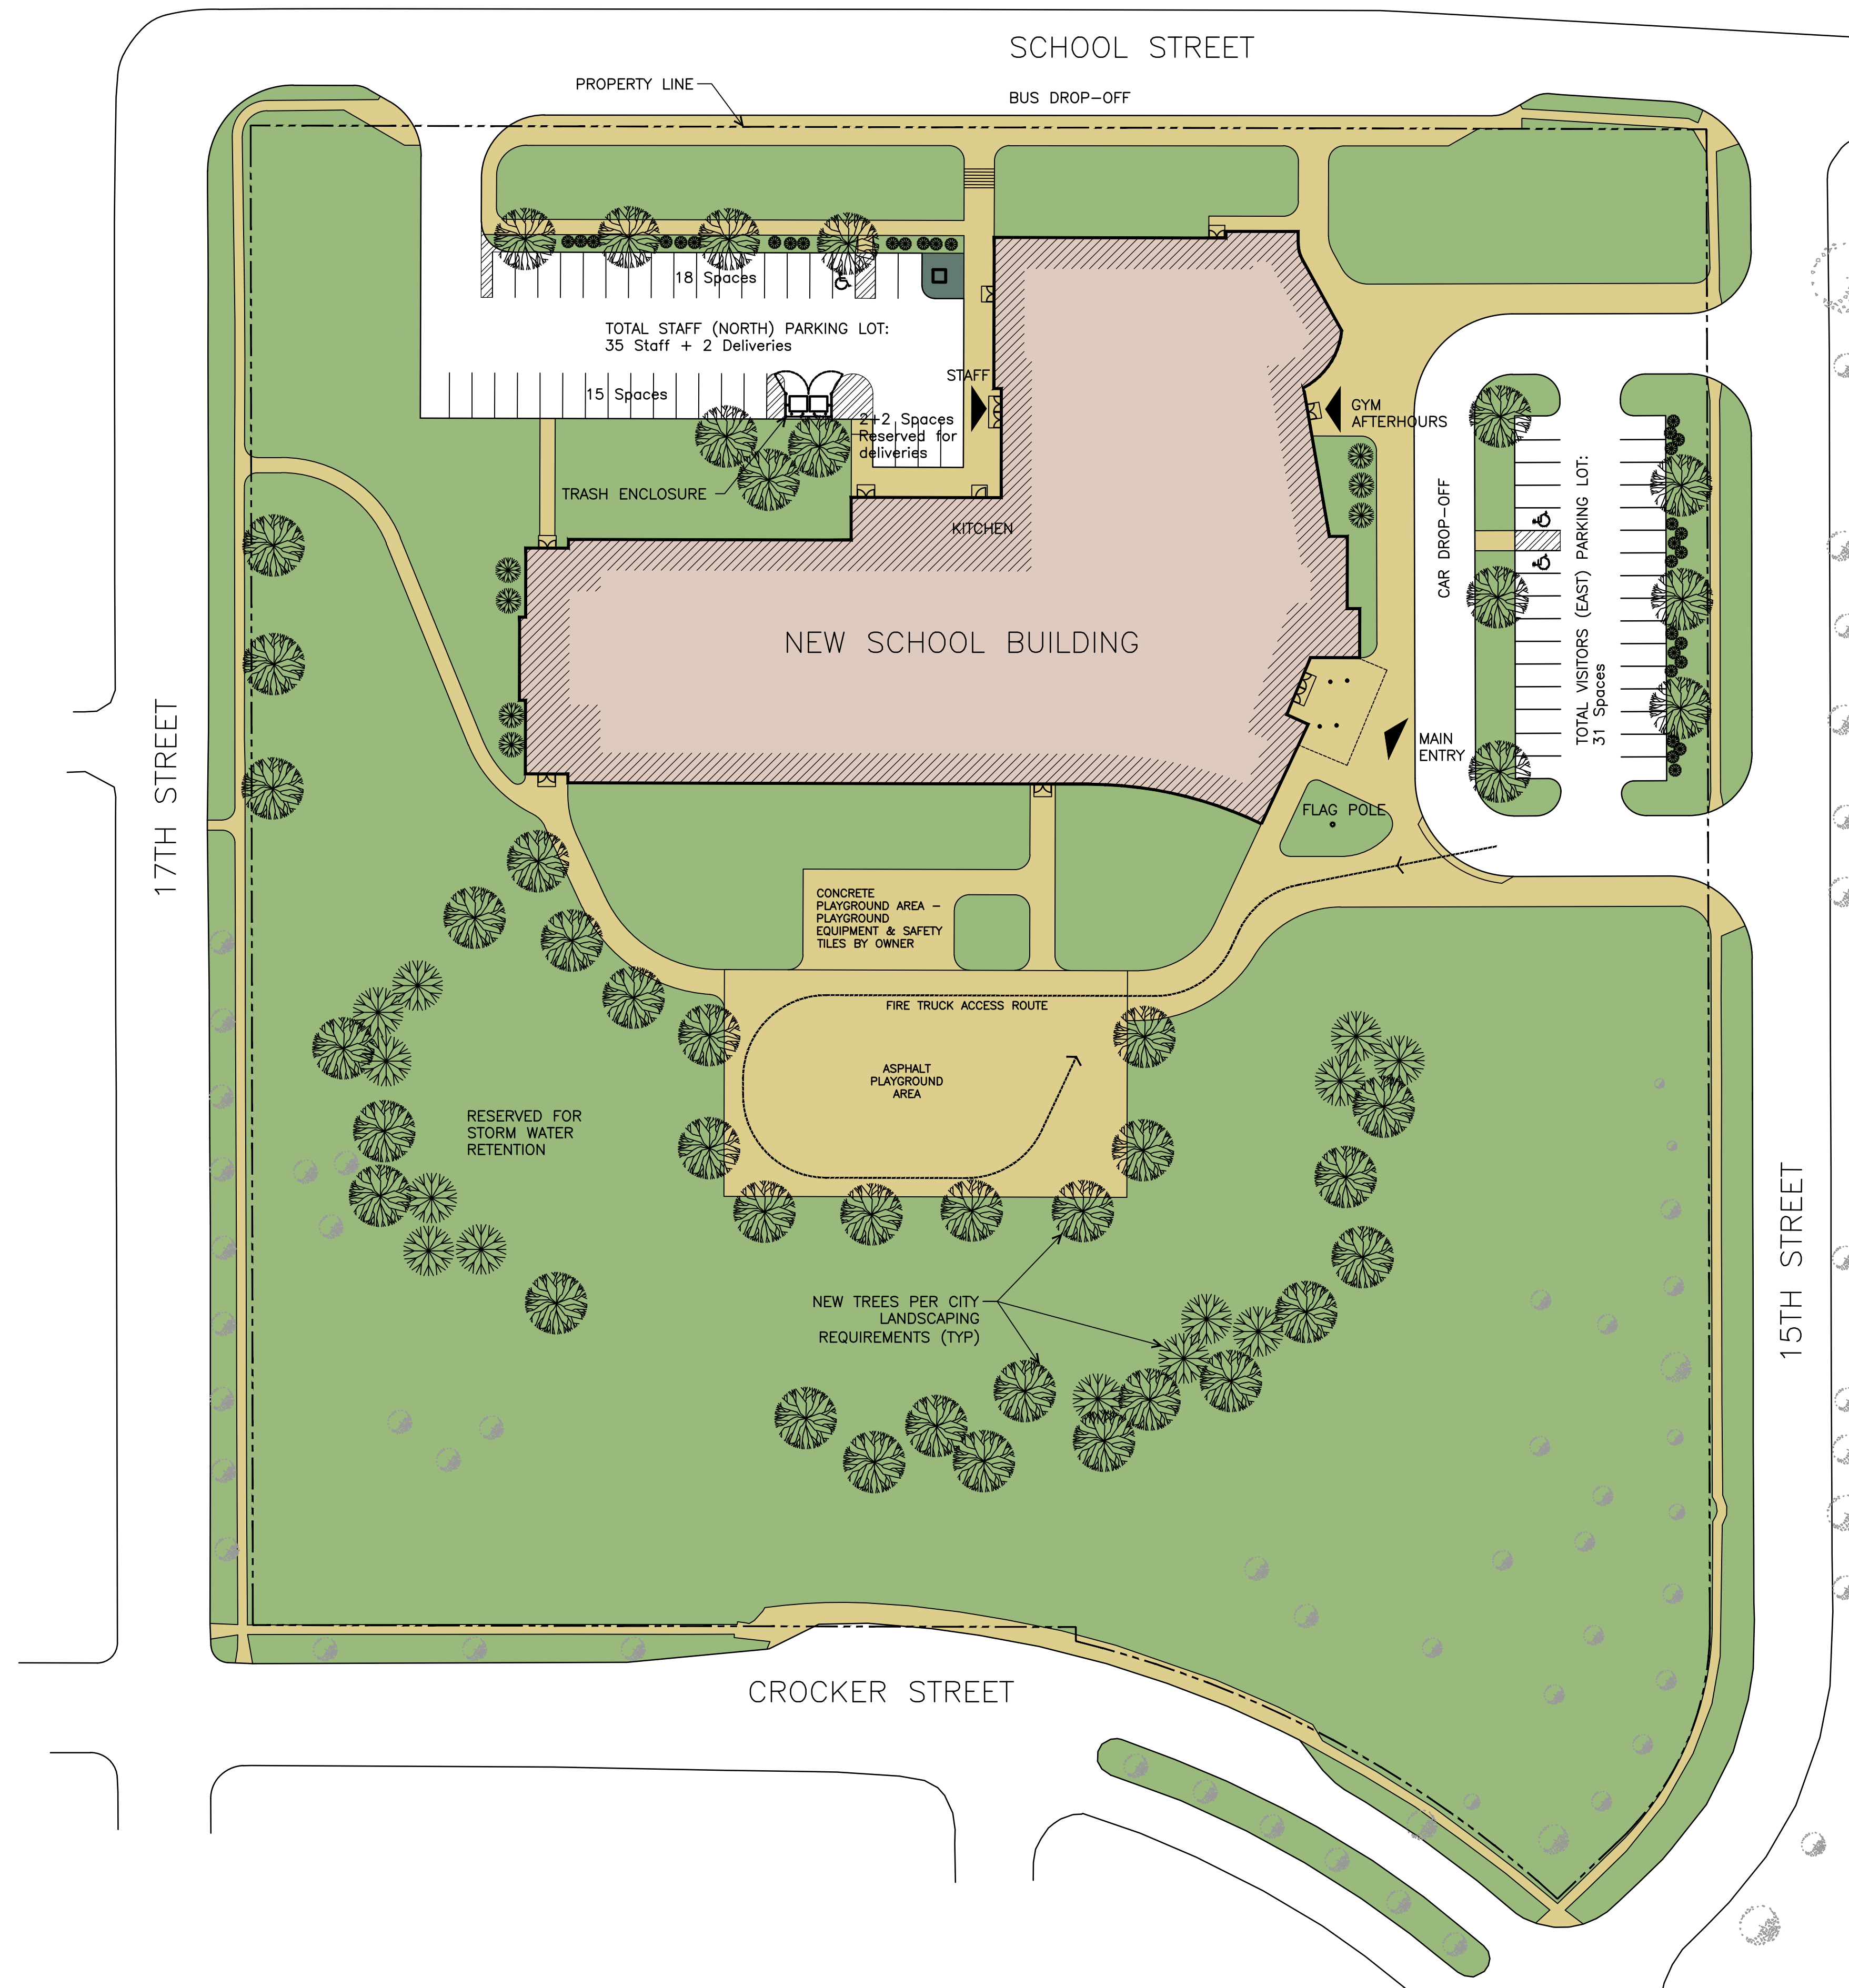 SCHOOL STREET
PROPERTY LINE
BUS DROP-OFF
18 Spaces
TOTAL STAFF (NORTH) PARKING LOT:
35 Staff + 2 Deliveries
STAFF
15 Spaces
2+2 Spaces
Reserved for
deliveries
GYM
AFTERHOURS
TRASH ENCLOSURE
KITCHEN
CAR DROP-OFF
TOTAL VISITORS (EAST) PARKING LOT:
31 Spaces
NEW SCHOOL BUILDING
MAIN
ENTRY
17TH STREET
FLAG POLE
CONCRETE
PLAYGROUND AREA -
PLAYGROUND
EQUIPMENT & SAFETY
TILES BY OWNER
FIRE TRUCK ACCESS ROUTE
ASPHALT
PLAYGROUND
AREA
RESERVED FOR
STORM WATER
RETENTION
15TH STREET
NEW TREES PER CITY
LANDSCAPING
REQUIREMENTS (TYP)
CROCKER STREET